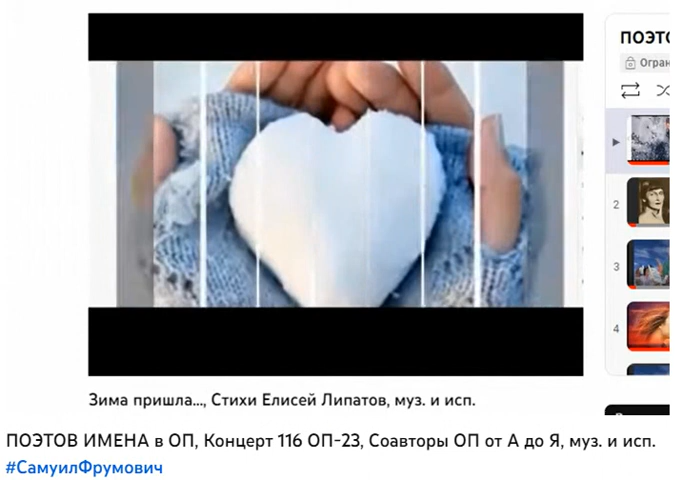 ПОЭТО
Огран
2
3
4
Зима пришла..., Стихи Елисей Липатов, муз. и исп.
ПОЭТОВ ИМЕНА в ОП, Концерт 116 ОП-23, Соавторы ОП от А до Я, муз. и исп.
#СамуилФрумович